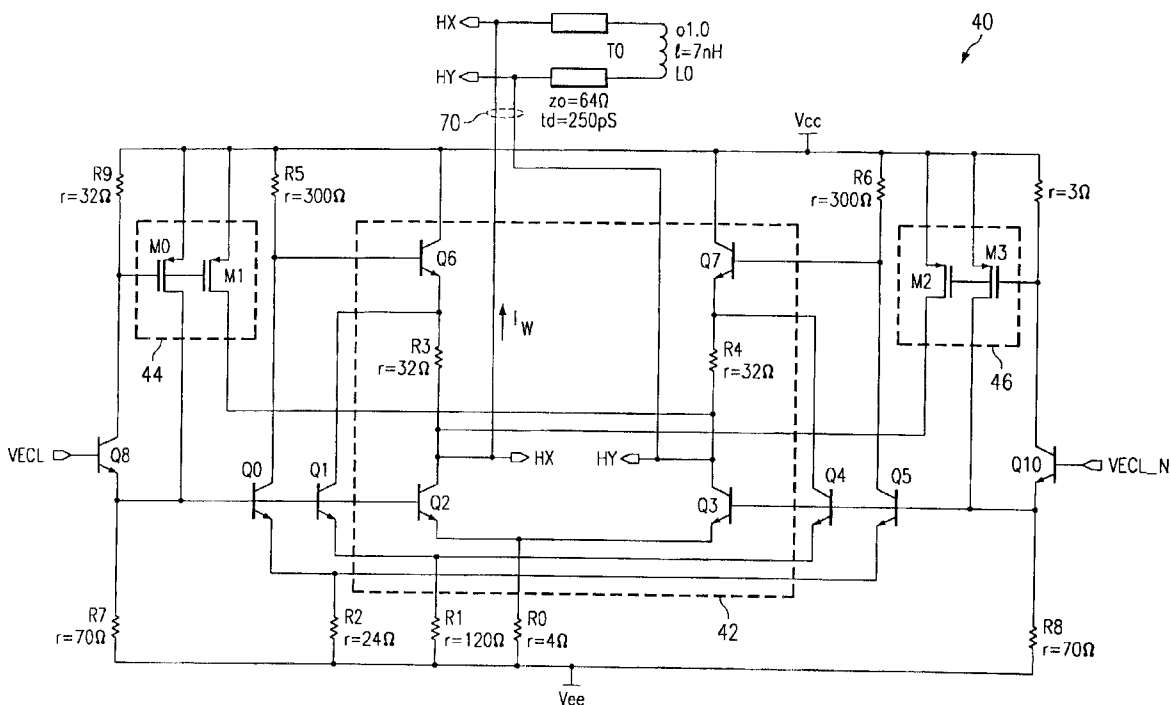 HX
o1.0
40
T0
ℓ=7nH
HY
L0
zo=64Ω
70
td=250pS
Vcc
R9
r=32Ω
R5
r=300Ω
R6
r=300Ω
r=3Ω
M0
M1
Q6
Q7
M2
M3
I W
44
R3
r=32Ω
R4
r=32Ω
46
VECL
Q8
HX
HY
Q10
VECL_N
Q0
Q1
Q2
Q3
Q4
Q5
R7
r=70Ω
R2
r=24Ω
R1
r=120Ω
R0
r=4Ω
42
R8
r=70Ω
Vee